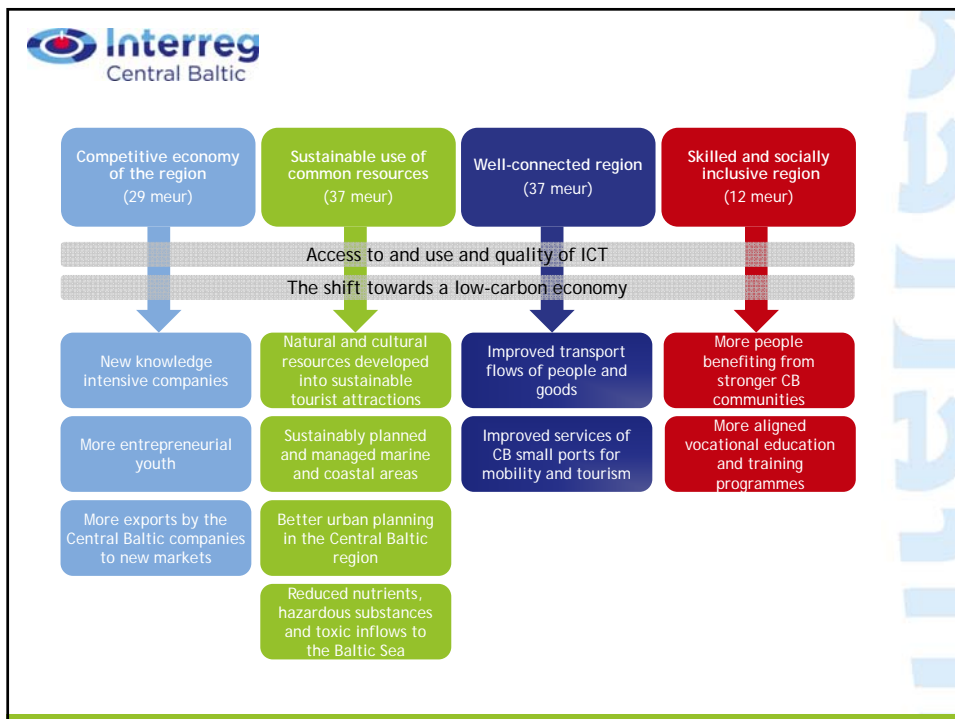 Interreg
Central Baltic
Competitive economy
of the region
(29 meur)
Sustainable use of
common resources
(37 meur)
Well-connected region
(37 meur)
Skilled and socially
inclusive region
(12 meur)
Access to and use and quality of ICT
The shift towards a low-carbon economy
New knowledge
intensive companies
More entrepreneurial
youth
More exports by the
Central Baltic companies
to new markets
Natural and cultural
resources developed
into sustainable
tourist attractions
Sustainably planned
and managed marine
and coastal areas
Better urban planning
in the Central Baltic
region
Reduced nutrients,
hazardous substances
and toxic inflows to
the Baltic Sea
Improved transport
flows of people and
goods
Improved services of
CB small ports for
mobility and tourism
More people
benefiting from
stronger CB
communities
More aligned
vocational education
and training
programmes